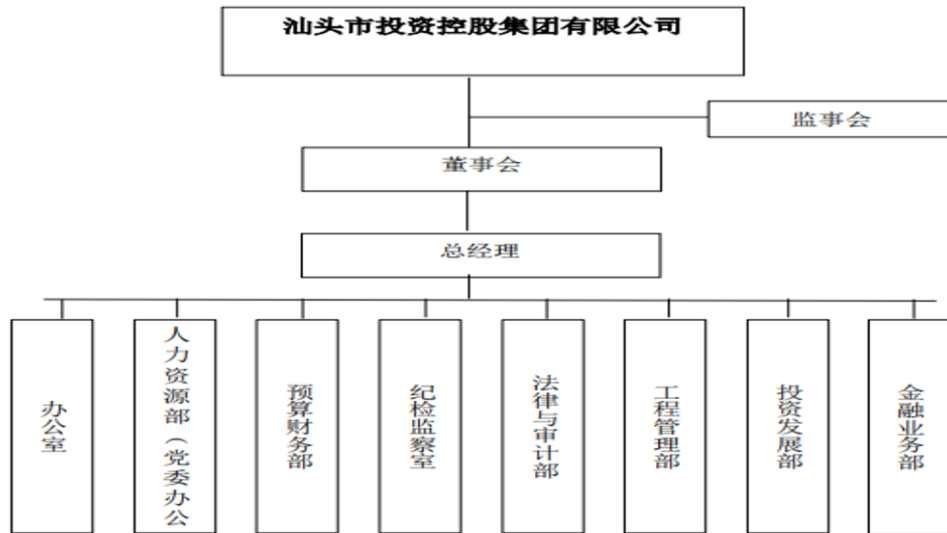 汕头市投资控股集团有限公司
监事会
董事会
总经理
办公室
人力资源部（党委办公
预算财务部
纪检监察室
法律与审计部
工程管理部
投资发展部
金融业务部